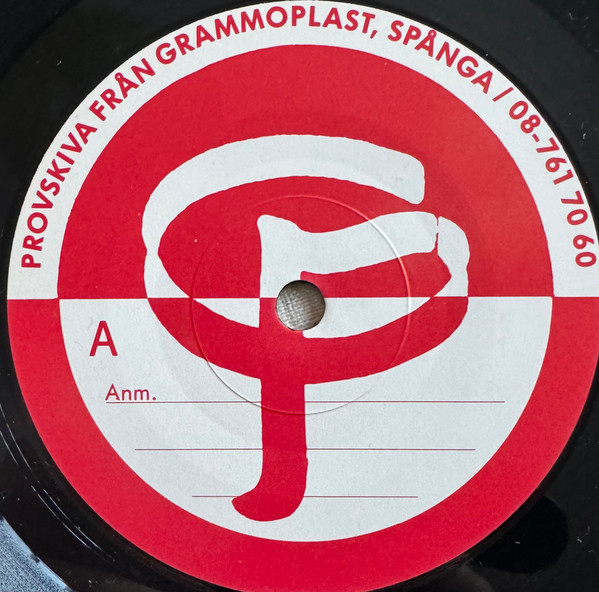 PROVSKIVA FRÅN GRAMMOPLAST, SPÅNGA / 08-761 70 60
A
Anm.